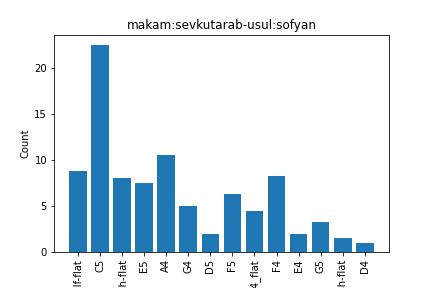 makam:sevkutarab-usul:sofyan
Count
20
15
10
5
0
lf-flat
C5
h-flat
E5
A4
G4
D5
F5
4_flat
F4
E4
G5
h-flat
D4